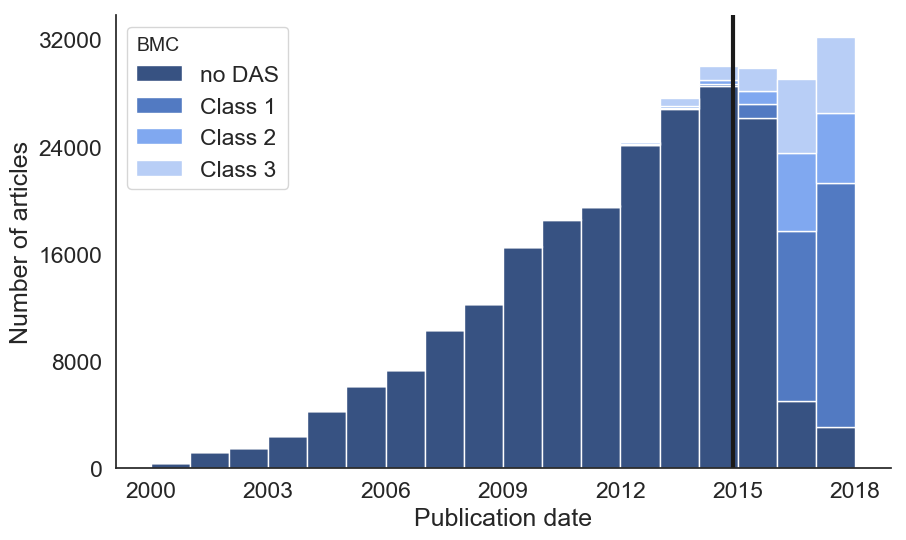 BMC
no DAS
Class 1
Class 2
Class 3
Number of articles
32000
24000
16000
8000
0
2000 2003 2006 2009 2012 2015 2018
Publication date